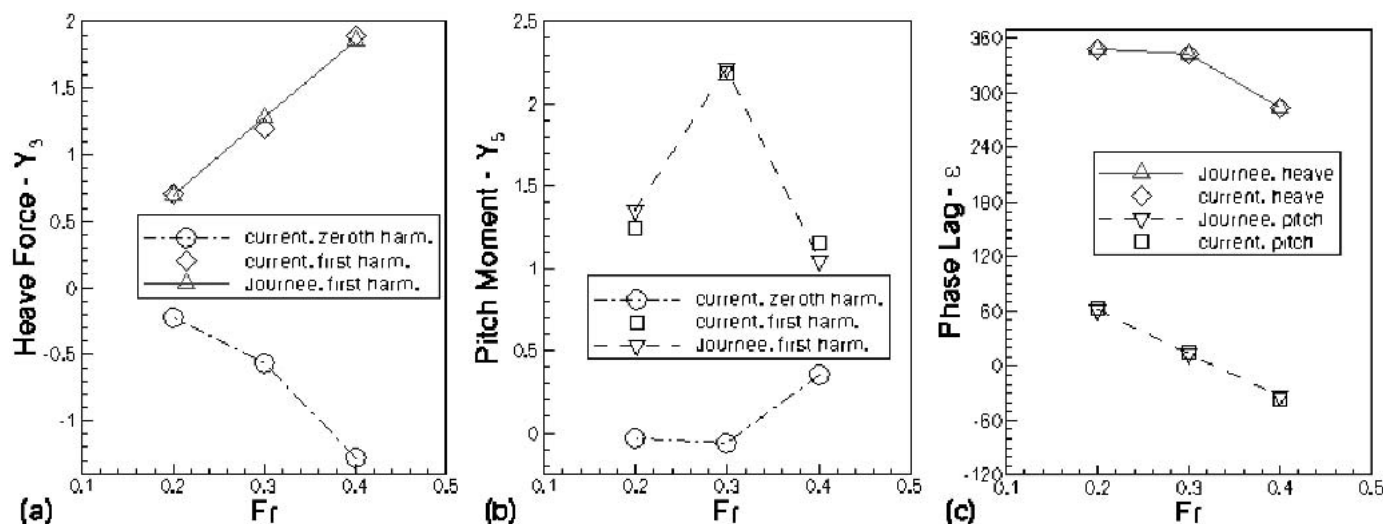 2
1.5
1
0.5
0
-0.5
-1
0.1 0.2 0.3 0.4 0.5
Heave Force - Y3
current. zeroth harm.
current. first harm.
Journee. first harm.
(a)
Fr
2.5
2
1.5
1
0.5
0
0.1 0.2 0.3 0.4 0.5
Pitch Moment - Y5
current. zeroth harm.
current. first harm.
Journee. first harm.
(b)
Fr
360
300
240
180
120
60
0
-60
-120
0.1 0.2 0.3 0.4 0.5
Phase Lag - ε
Journee. heave
current. heave
Journee. pitch
current. pitch
(c)
Fr